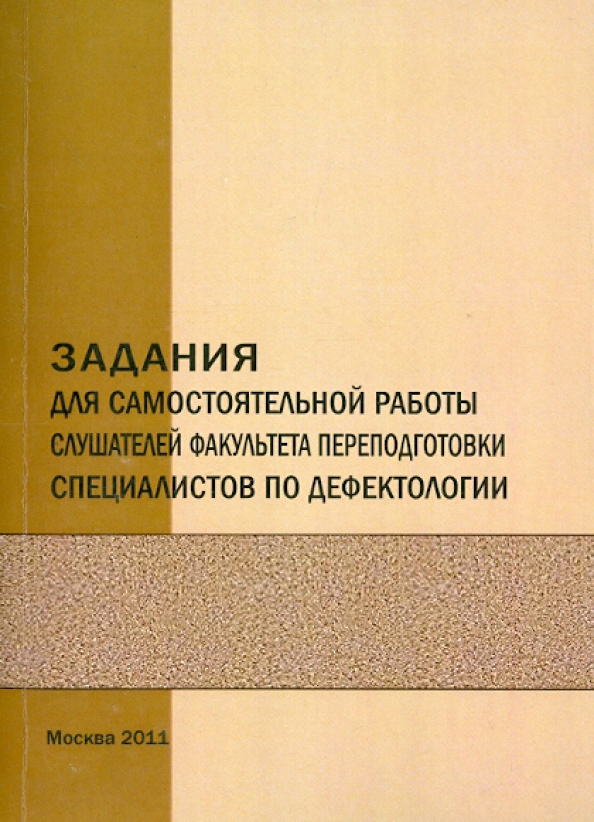 ЗАДАНИЯ
ДЛЯ САМОСТОЯТЕЛЬНОЙ РАБОТЫ
СЛУШАТЕЛЕЙ ФАКУЛЬТЕТА ПЕРЕПОДГОТОВКИ
СПЕЦИАЛИСТОВ ПО ДЕФЕКТОЛОГИИ
Москва 2011